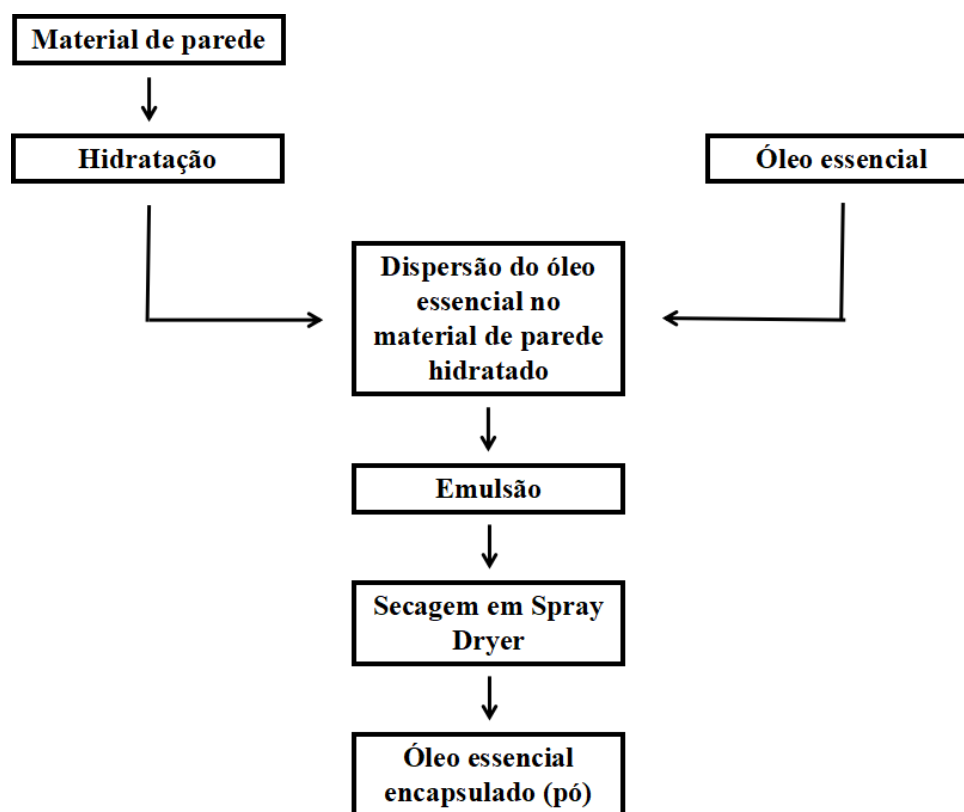 Material de parede
Hidratação
Óleo essencial
Dispersão do óleo
essencial no
material de parede
hidratado
Emulsão
Secagem em Spray
Dryer
Óleo essencial
encapsulado (pó)